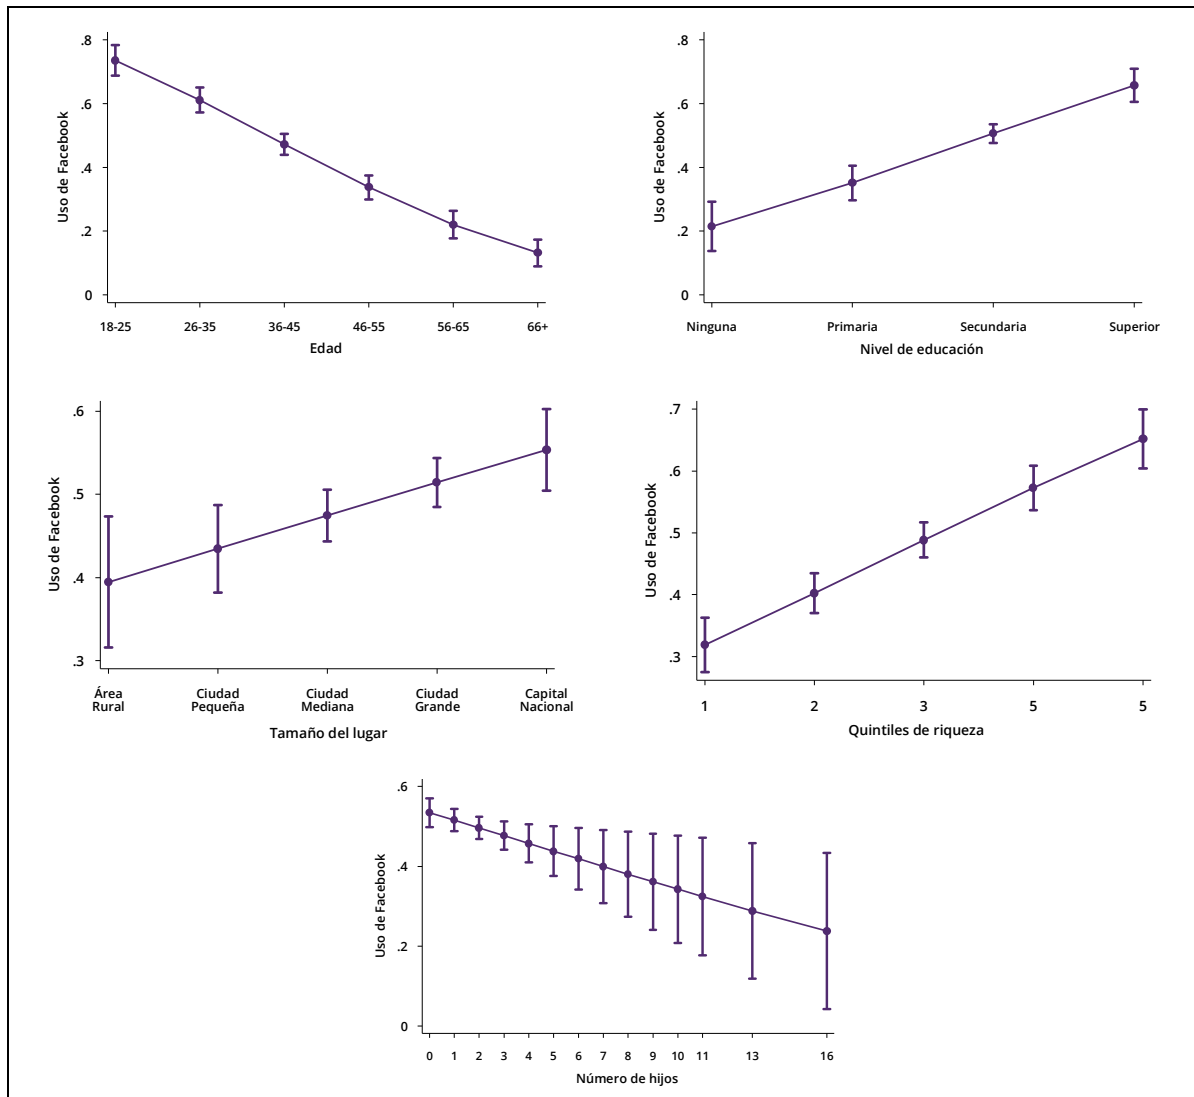 .8
.6
.4
.2
0
Uso de Facebook
18-25 26-35 36-45 46-55 56-65 66+
Edad
.8
.6
.4
.2
0
Uso de Facebook
Ninguna Primaria Secundaria Superior
Nivel de educación
.6
.5
.4
.3
Uso de Facebook
Área Ciudad Ciudad Ciudad Capital
Rural Pequeña Mediana Grande Nacional
Tamaño del lugar
.7
.6
.5
.4
.3
Uso de Facebook
1 2 3 5 5
Quintiles de riqueza
.6
.4
.2
0
Uso de Facebook
0 1 2 3 4 5 6 7 8 9 10 11 13 16
Número de hijos